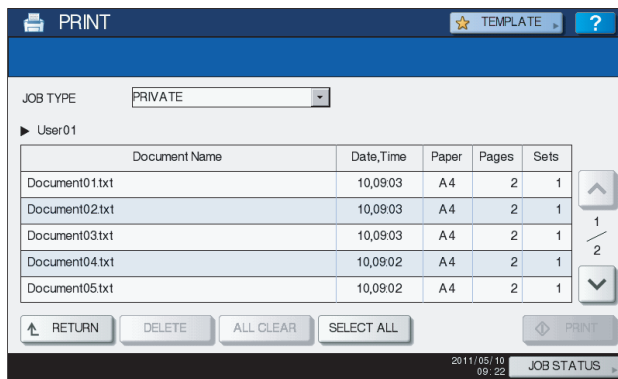 PRINT TEMPLATE ?
JOB TYPE PRIVATE
User01
Document Name Date,Time Paper Pages Sets
Document01.txt 10,09:03 A4 2 1
Document02.txt 10,09:03 A4 2 1
Document03.txt 10,09:03 A4 2 1
Document04.txt 10,09:02 A4 2 1
Document05.txt 10,09:02 A4 2 1
1
2
RETURN DELETE ALL CLEAR SELECT ALL PRINT
2011/05/10
09:22
JOB STATUS